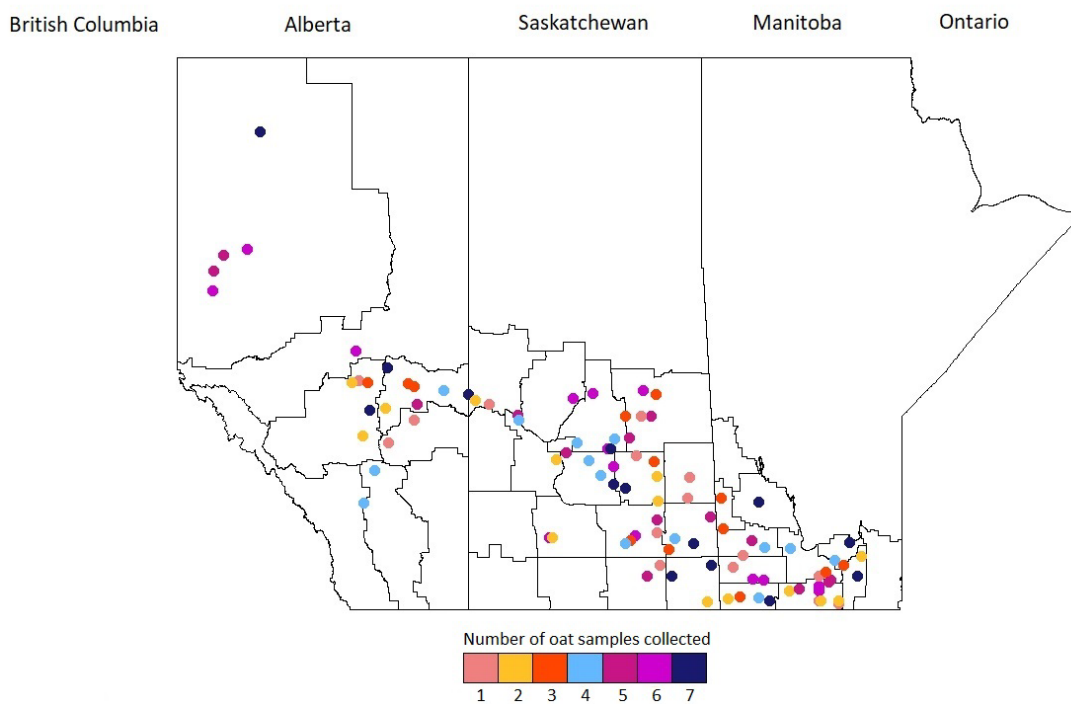 British Columbia Alberta Saskatchewan Manitoba Ontario
Number of oat samples collected
1 2 3 4 5 6 7